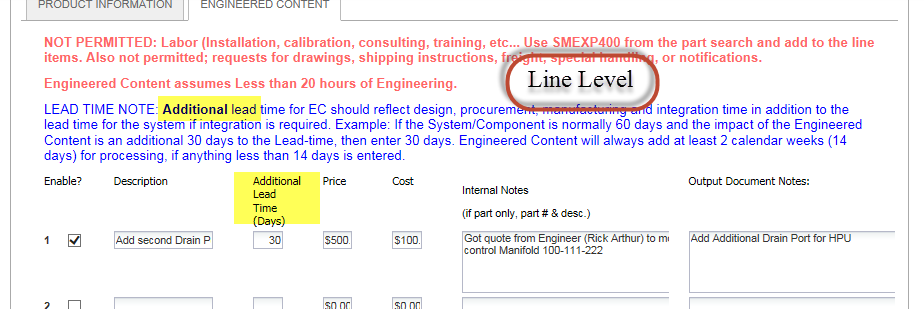 PRODUCT INFORMATION ENGINEERED CONTENT
NOT PERMITTED: Labor (Installation, calibration, consulting, training, etc... Use SMEXP400 from the part search and add to the line
items. Also not permitted; requests for drawings, shipping instructions, freight, special handling, or notifications.
Engineered Content assumes Less than 20 hours of Engineering.
Line Level
LEAD TIME NOTE: Additional lead time for EC should reflect design, procurement, manufacturing and integration time in addition to the
lead time for the system if integration is required. Example: If the System/Component is normally 60 days and the impact of the Engineered
Content is an additional 30 days to the Lead-time, then enter 30 days. Engineered Content will always add at least 2 calendar weeks (14
days) for processing, if anything less than 14 days is entered.
Enable? Description Additional Lead Time (Days) Price Cost Internal Notes (if part only, part # & desc.) Output Document Notes:
1 Add second Drain P 30 $500. $100. Got quote from Engineer (Rick Arthur) to Add Additional Drain Port for HPU
control Manifold 100-111-222
2 $0.00 $0.00